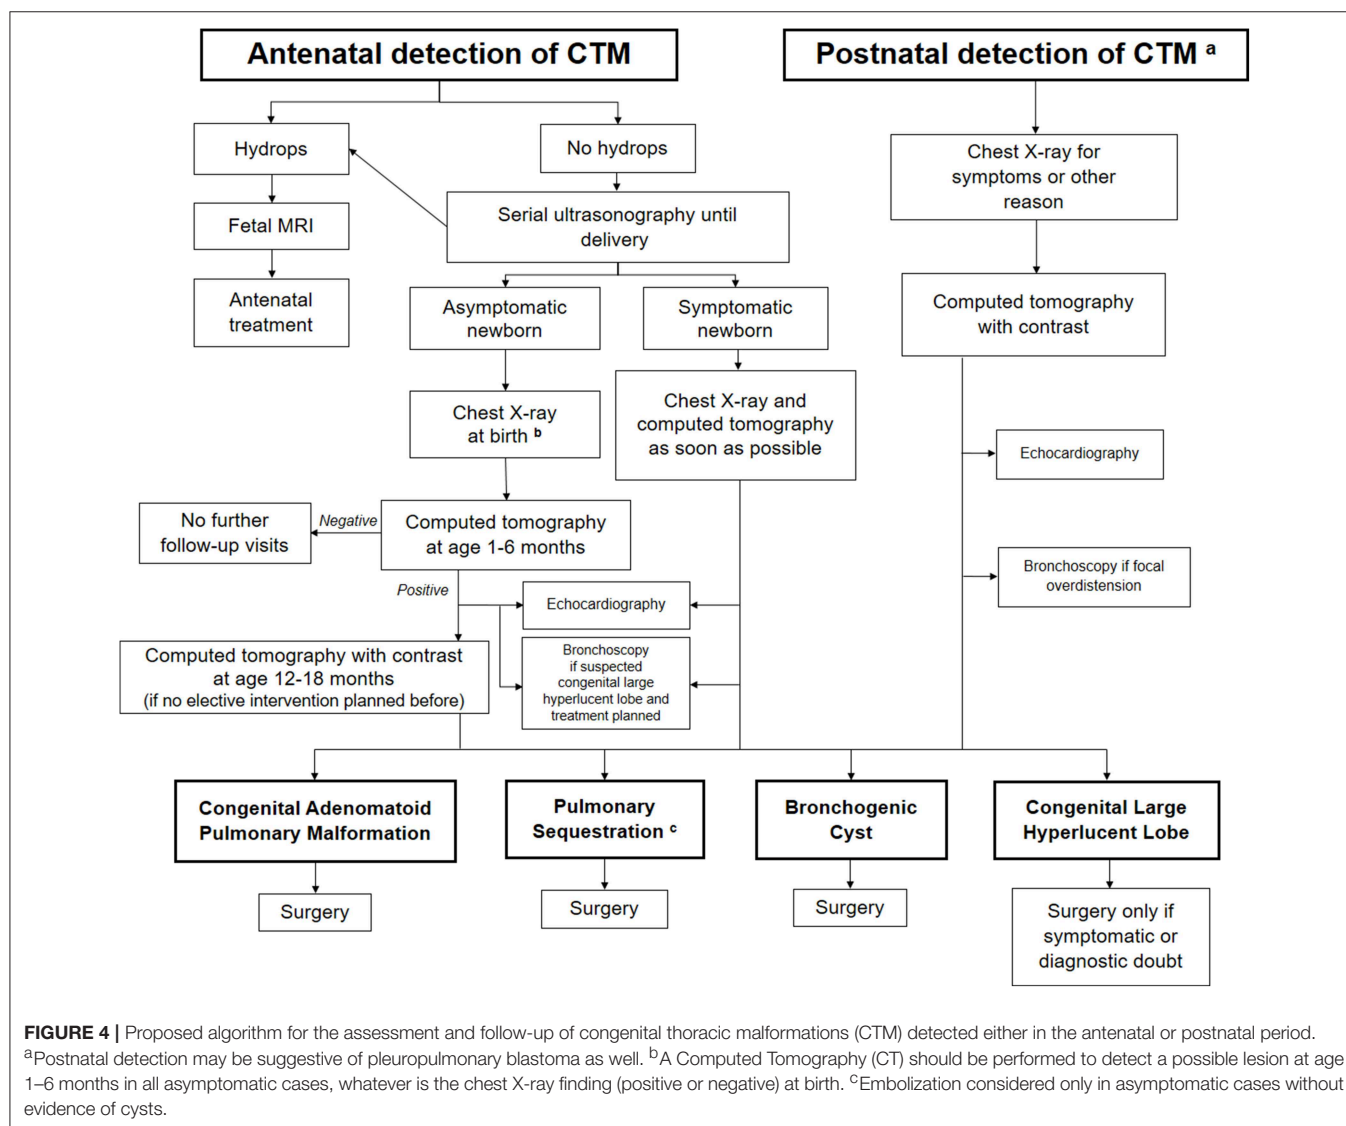 Antenatal detection of CTM
Postnatal detection of CTM a
Hydrops
No hydrops
Chest X-ray for
symptoms or other
reason
Fetal MRI
Serial ultrasonography until
delivery
Antenatal
treatment
Asymptomatic
newborn
Symptomatic
newborn
Computed tomography
with contrast
Chest X-ray
at birth b
Chest X-ray and
computed tomography
as soon as possible
Echocardiography
No further
follow-up visits
Negative
Computed tomography
at age 1-6 months
Bronchoscopy if focal
overdistension
Positive
Echocardiography
Computed tomography with contrast
at age 12-18 months
(if no elective intervention planned before)
Bronchoscopy
if suspected
congenital large
hyperlucent lobe and
treatment planned
Congenital Adenomatoid
Pulmonary Malformation
Pulmonary
Sequestration c
Bronchogenic
Cyst
Congenital Large
Hyperlucent Lobe
Surgery
Surgery
Surgery
Surgery only if
symptomatic or
diagnostic doubt
FIGURE 4 | Proposed algorithm for the assessment and follow-up of congenital thoracic malformations (CTM) detected either in the antenatal or postnatal period.
aPostnatal detection may be suggestive of pleuropulmonary blastoma as well. bA Computed Tomography (CT) should be performed to detect a possible lesion at age
1–6 months in all asymptomatic cases, whatever is the chest X-ray finding (positive or negative) at birth. cEmbolization considered only in asymptomatic cases without
evidence of cysts.